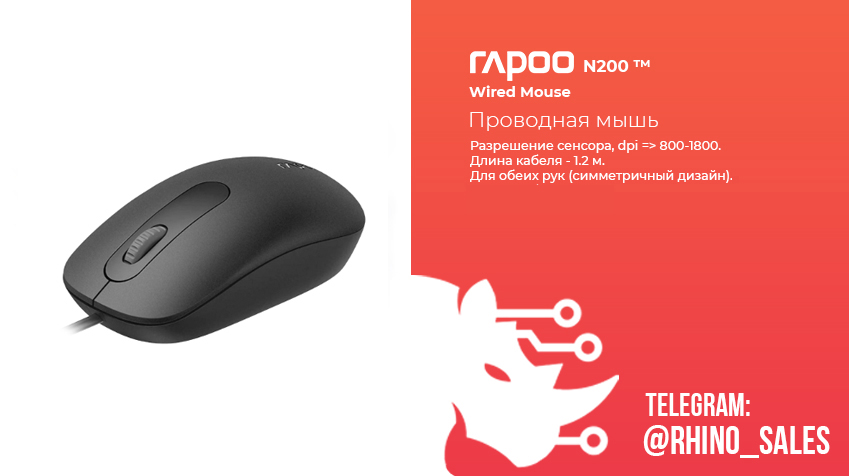 rapoo N200 ™
Wired Mouse
Проводная мышь
Разрешение сенсора, dpi => 800-1800.
Длина кабеля - 1.2 м.
Для обеих рук (симметричный дизайн).
TELEGRAM:
@RHINO_SALES